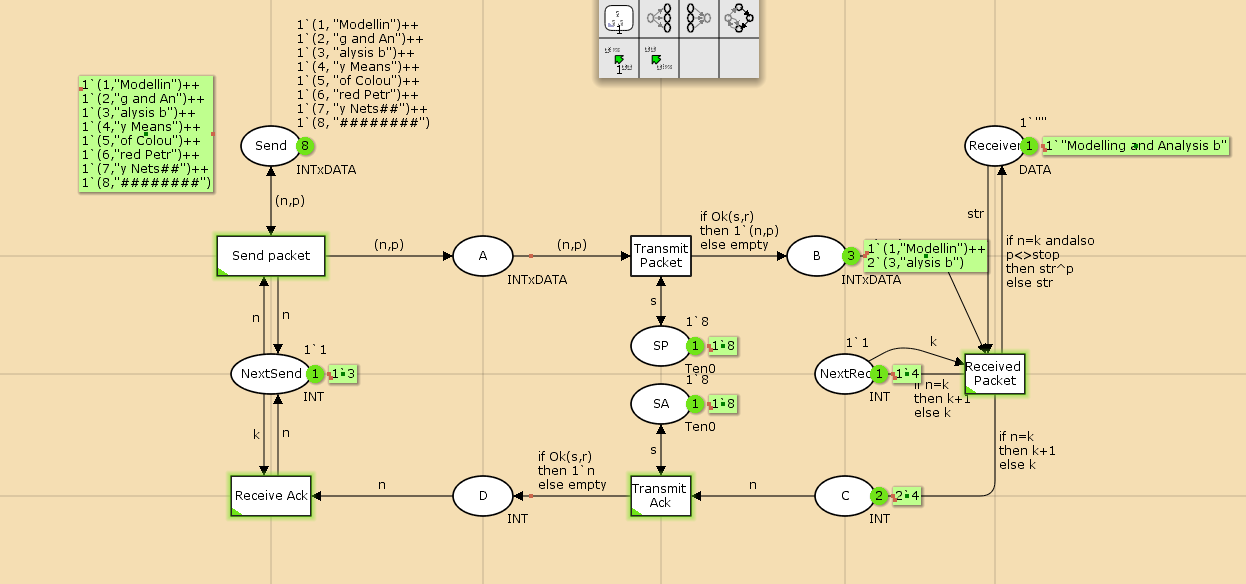 1`(1, "Modellin")++
1`(2, "g and An")++
1`(3, "alysis b")++
1`(4, "y Means")++
1`(5, "of Colou")++
1`(6, "red Petr")++
1`(7, "y Nets##")++
1`(8, "########")
1
1
1`(1,"Modellin")++
1`(2,"g and An")++
1`(3,"alysis b")++
1`(4,"y Means")++
1`(5,"of Colou")++
1`(6,"red Petr")++
1`(7,"y Nets##")++
1`(8,"########")
Send
8
INTxDATA
1`""
Receiver
1
1`"Modelling and Analysis b"
DATA
(n,p)
str
Send packet
(n,p)
A
INTxDATA
(n,p)
Transmit
Packet
if Ok(s,r)
then 1`(n,p)
else empty
B
3
1`(1,"Modellin")++
2`(3,"alysis b")
INTxDATA
if n=k andalso
p<>stop
then str^p
else str
n
n
s
1`8
SP
1
1`8
Ten0
1`1
NextSend
1
1`3
INT
1`8
SA
1
1`8
Ten0
1`1
NextRec
1
1`4
INT
k
if n=k
then k+1
else k
Received
Packet
k
n
s
if n=k
then k+1
else k
Receive Ack
n
D
INT
if Ok(s,r)
then 1`n
else empty
Transmit
Ack
n
C
2
2`4
INT